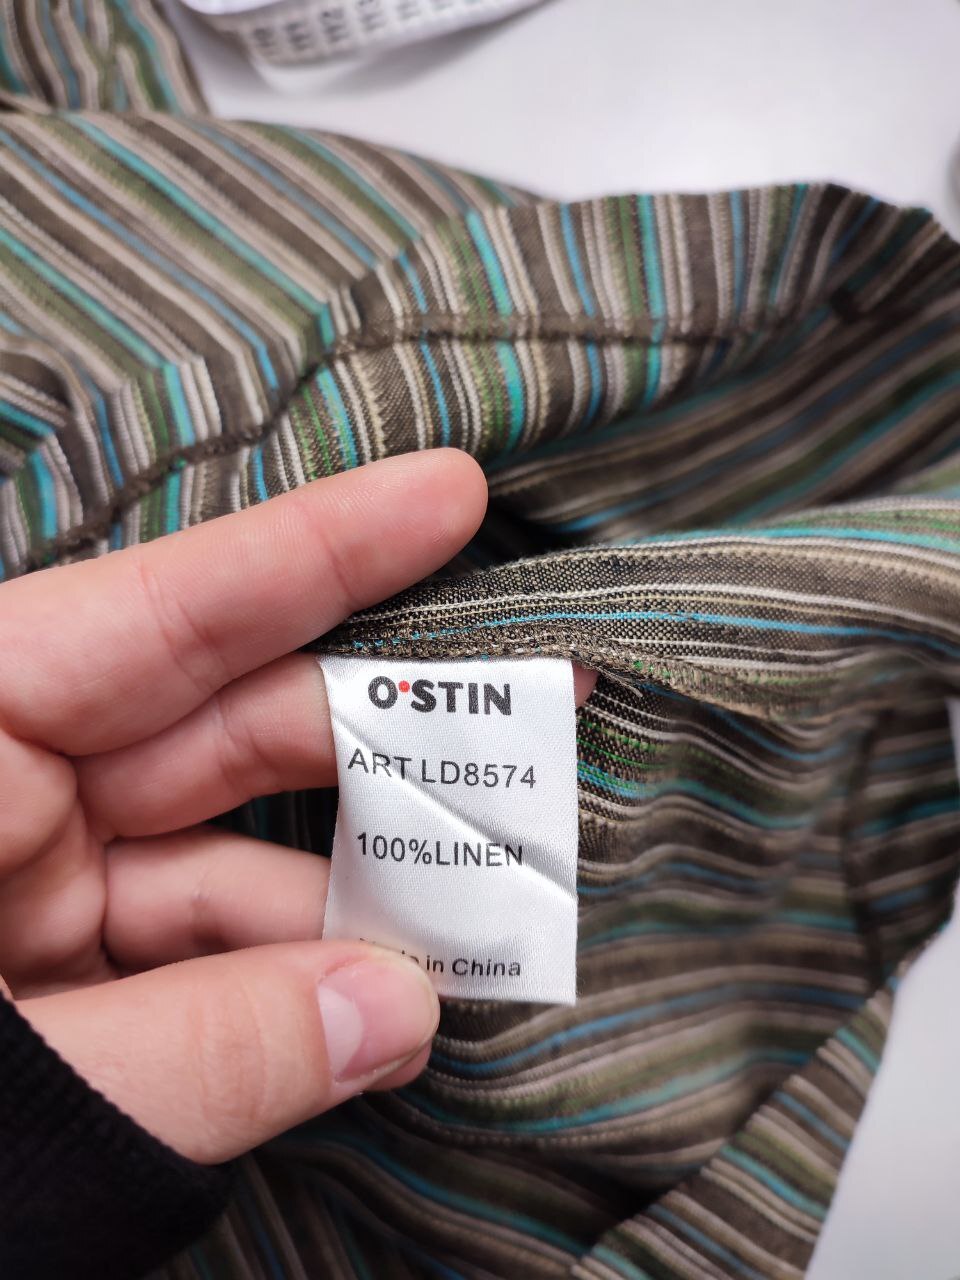 O'STIN
ART LD8574
100%LINEN
in China